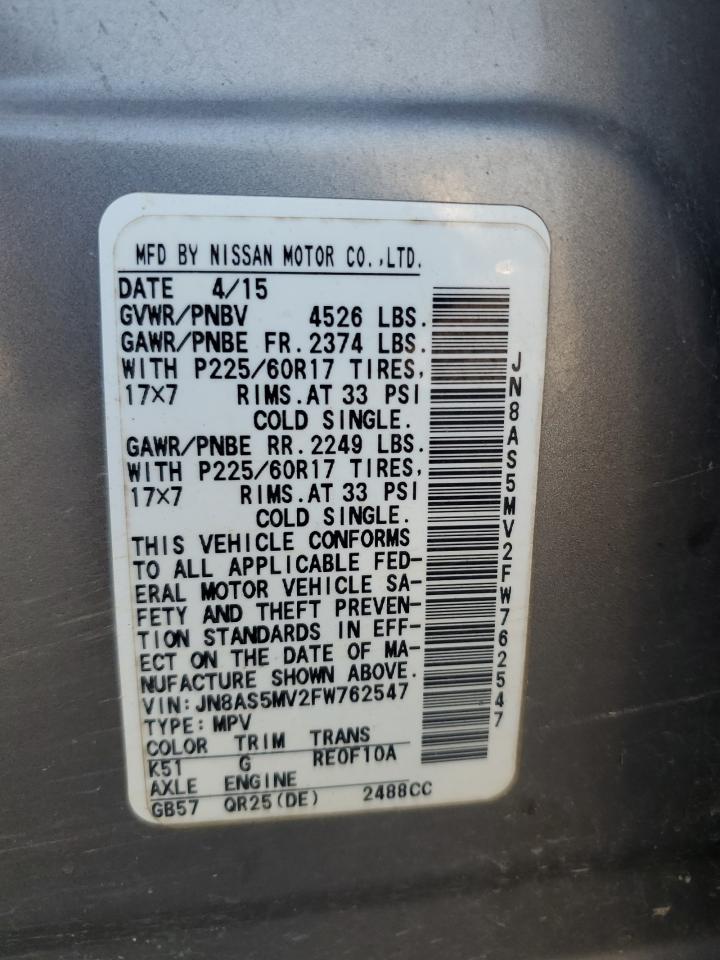 MFD BY NISSAN MOTOR CO.,LTD.
DATE 4/15
GVWR/PNBV 4526 LBS.
GAWR/PNBE FR.2374 LBS.
WITH P225/60R17 TIRES,
17×7 RIMS.AT 33 PSI
COLD SINGLE.
GAWR/PNBE RR.2249 LBS.
WITH P225/60R17 TIRES,
17×7 RIMS.AT 33 PSI
COLD SINGLE.
THIS VEHICLE CONFORMS
TO ALL APPLICABLE FED-
ERAL MOTOR VEHICLE SA-
FETY AND THEFT PREVEN-
TION STANDARDS IN EFF-
ECT ON THE DATE OF MA-
NUFACTURE SHOWN ABOVE.
VIN:JN8AS5MV2FW762547
TYPE:MPV
COLOR TRIM TRANS
K51 G RE0F10A
AXLE ENGINE
GB57 QR25(DE) 2488CC
JN8AS5MV2FW762547